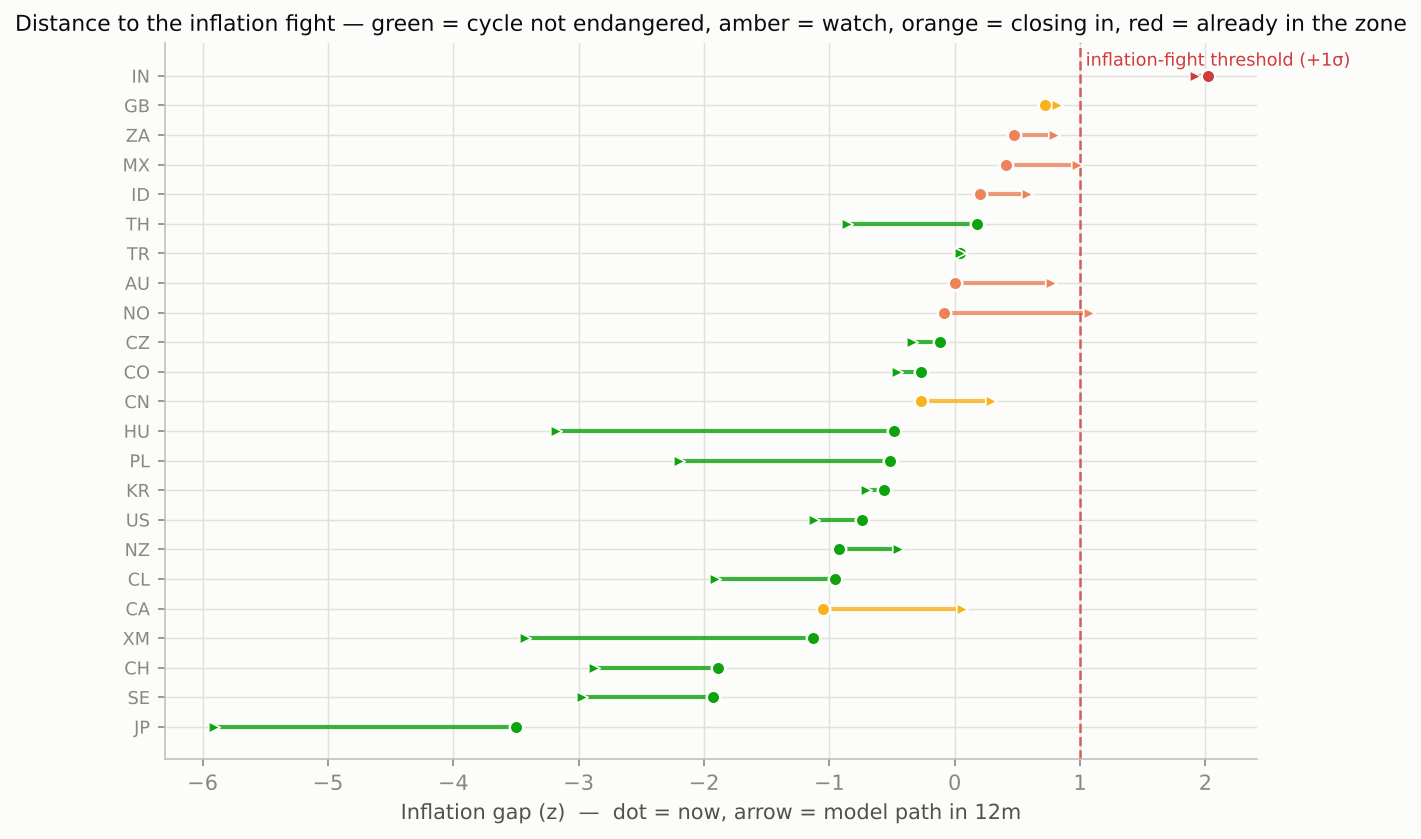 Distance to the inflation fight — green = cycle not endangered, amber = watch, orange = closing in, red = already in the zone
inflation-fight threshold (+1σ)
IN
GB
ZA
MX
ID
TH
TR
AU
NO
CZ
CO
CN
HU
PL
KR
US
NZ
CL
CA
XM
CH
SE
JP
−6 −5 −4 −3 −2 −1 0 1 2
Inflation gap (z) — dot = now, arrow = model path in 12m